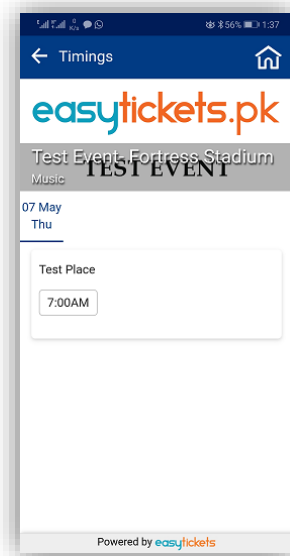 0 K/s 56% 1:37
Timings
easytickets.pk
Test Event- Fortress Stadium
TEST EVENT
Music
07 May
Thu
Test Place
7:00AM
Powered by easytickets